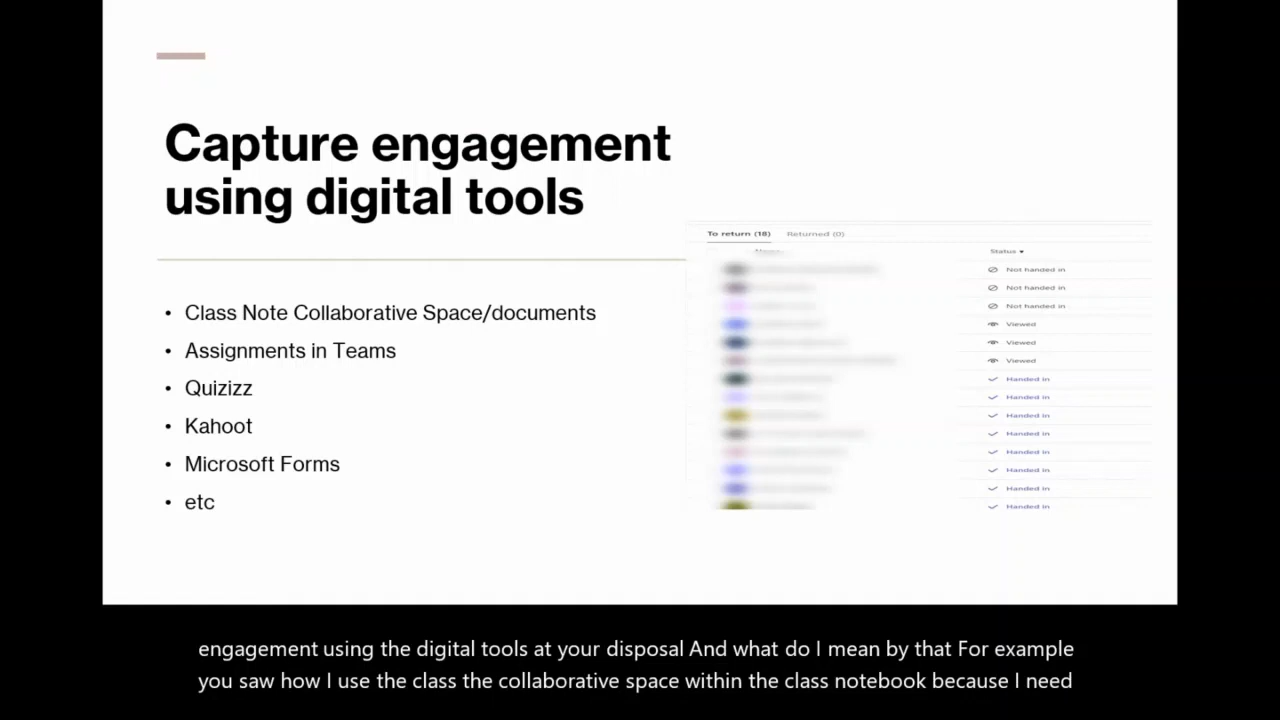 Capture engagement
using digital tools
• Class Note Collaborative Space/documents
• Assignments in Teams
• Quizizz
• Kahoot
• Microsoft Forms
• etc
To return (18) Returned (0)
Name
Status
Not handed in
Not handed in
Not handed in
Viewed
Viewed
Viewed
Handed in
Handed in
Handed in
Handed in
Handed in
Handed in
Handed in
Handed in
engagement using the digital tools at your disposal And what do I mean by that For example
you saw how I use the class the collaborative space within the class notebook because I need